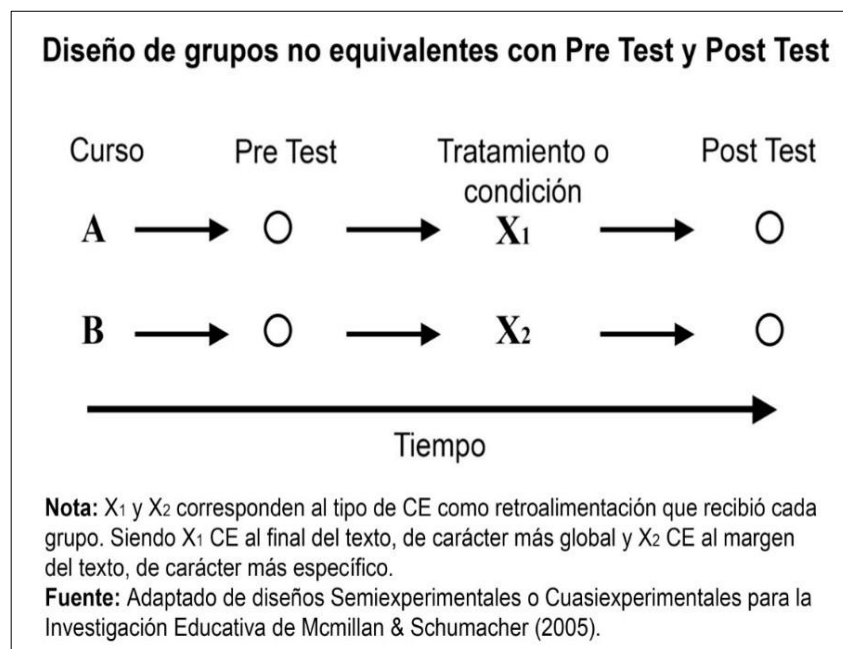 Diseño de grupos no equivalentes con Pre Test y Post Test
Curso Pre Test Tratamiento o condición Post Test
A O X1 O
B O X2 O
Tiempo
Nota: X1 y X2 corresponden al tipo de CE como retroalimentación que recibió cada
grupo. Siendo X1 CE al final del texto, de carácter más global y X2 CE al margen
del texto, de carácter más específico.
Fuente: Adaptado de diseños Semiexperimentales o Cuasiexperimentales para la
Investigación Educativa de Mcmillan & Schumacher (2005).